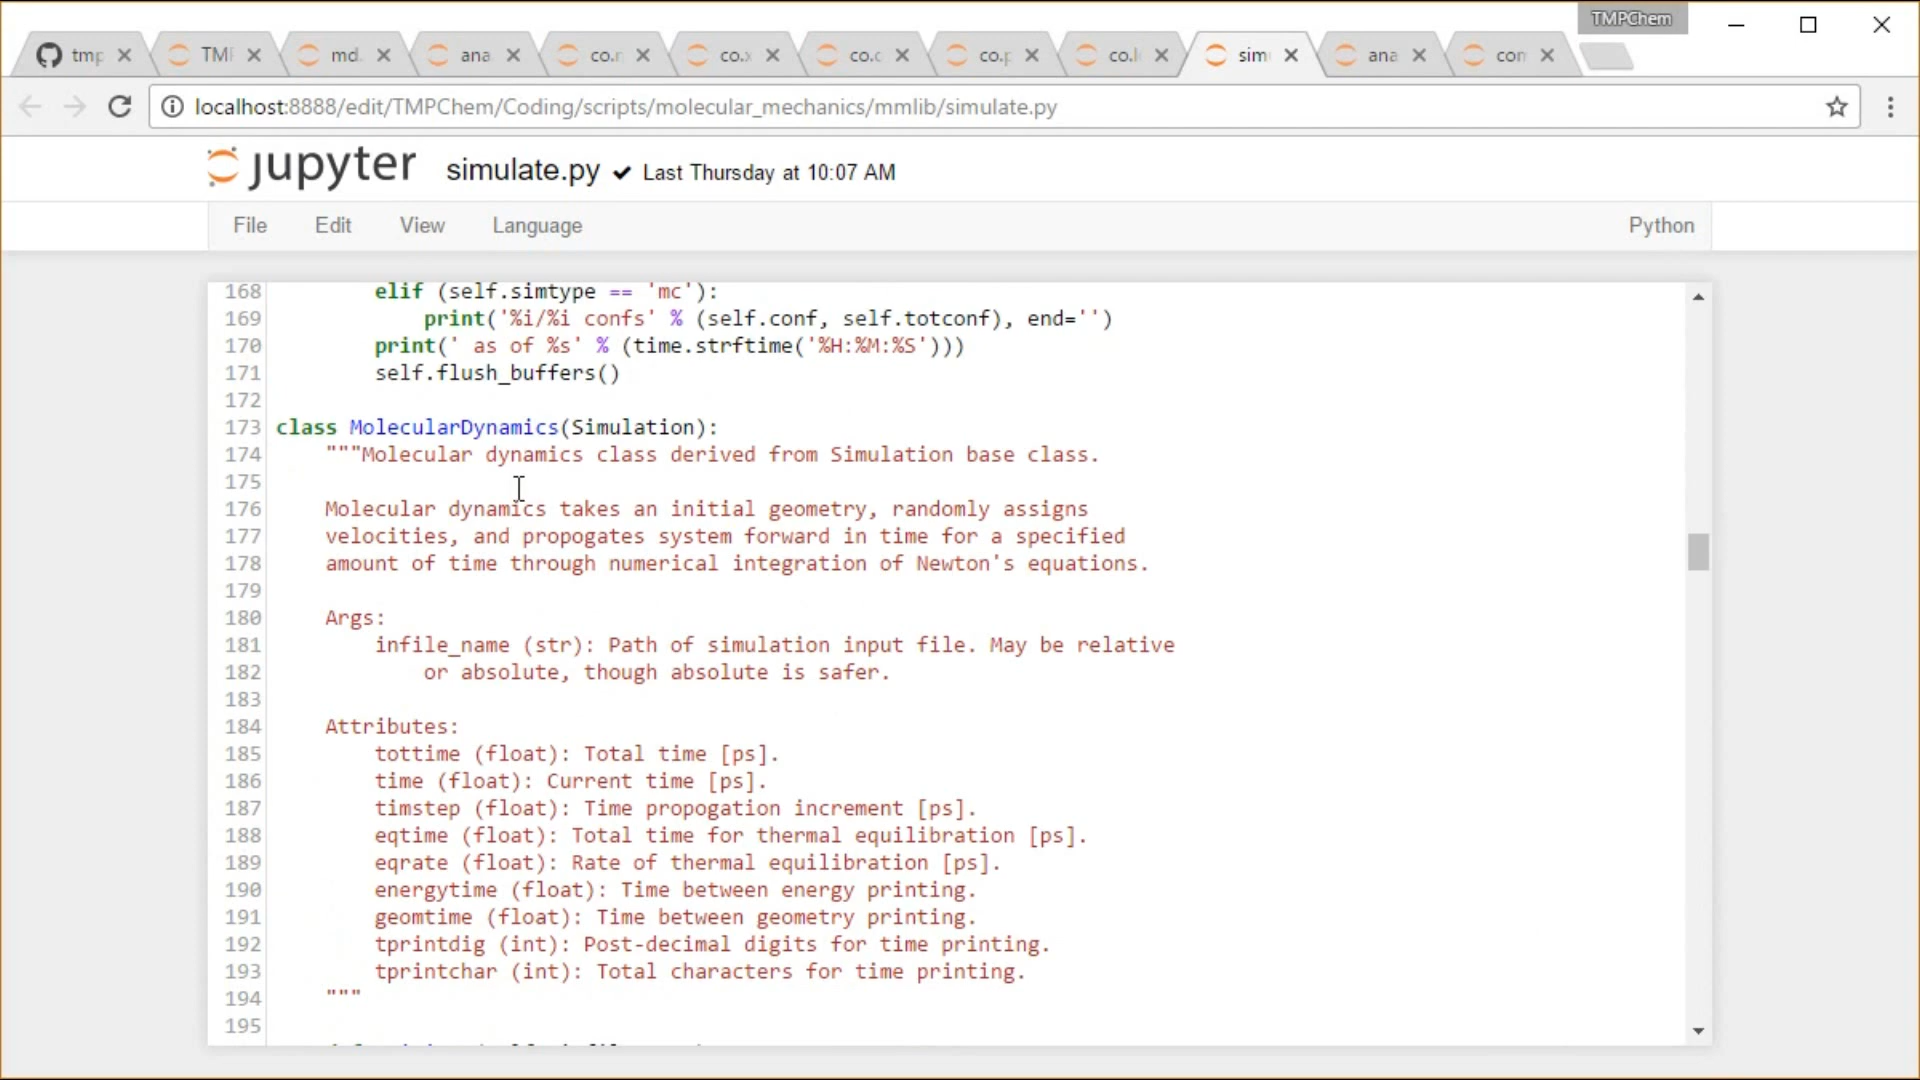 TMPChem
tmp
TMI
md.
ana
co.r
co.x
co.c
co.p
co.l
sim
ana
con
localhost:8888/edit/TMPChem/Coding/scripts/molecular_mechanics/mmlib/simulate.py
jupyter simulate.py ✔ Last Thursday at 10:07 AM
File Edit View Language Python
168 elif (self.simtype == 'mc'):
169 print('%i/%i confs' % (self.conf, self.totconf), end='')
170 print(' as of %s' % (time.strftime('%H:%M:%S')))
171 self.flush_buffers()
172
173 class MolecularDynamics(Simulation):
174 """Molecular dynamics class derived from Simulation base class.
175
176 Molecular dynamics takes an initial geometry, randomly assigns
177 velocities, and propogates system forward in time for a specified
178 amount of time through numerical integration of Newton's equations.
179
180 Args:
181 infile_name (str): Path of simulation input file. May be relative
182 or absolute, though absolute is safer.
183
184 Attributes:
185 tottime (float): Total time [ps].
186 time (float): Current time [ps].
187 timstep (float): Time propogation increment [ps].
188 eqtime (float): Total time for thermal equilibration [ps].
189 eqrate (float): Rate of thermal equilibration [ps].
190 energytime (float): Time between energy printing.
191 geomtime (float): Time between geometry printing.
192 tprintdig (int): Post-decimal digits for time printing.
193 tprintchar (int): Total characters for time printing.
194 """
195